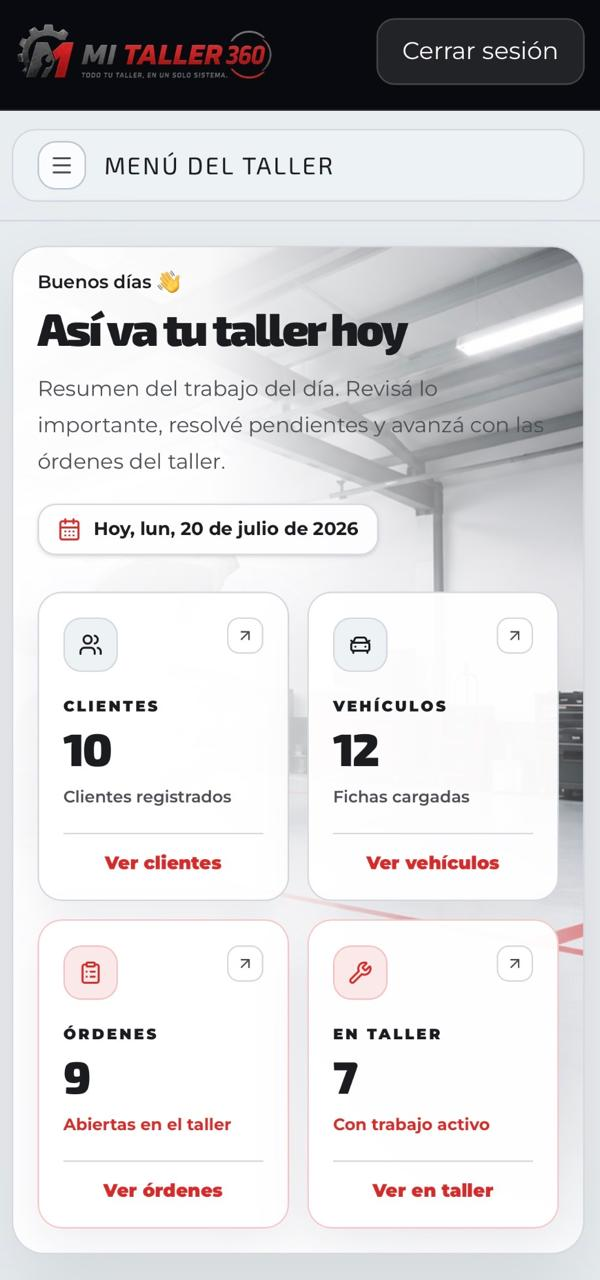 MI TALLER 360
TODO TU TALLER, EN UN SOLO SISTEMA.
Cerrar sesión
MENÚ DEL TALLER
Buenos días 👋
Así va tu taller hoy
Resumen del trabajo del día. Revisá lo
importante, resolvé pendientes y avanzá con las
órdenes del taller.
Hoy, lun, 20 de julio de 2026
CLIENTES
10
Clientes registrados
Ver clientes
VEHÍCULOS
12
Fichas cargadas
Ver vehículos
ÓRDENES
9
Abiertas en el taller
Ver órdenes
EN TALLER
7
Con trabajo activo
Ver en taller